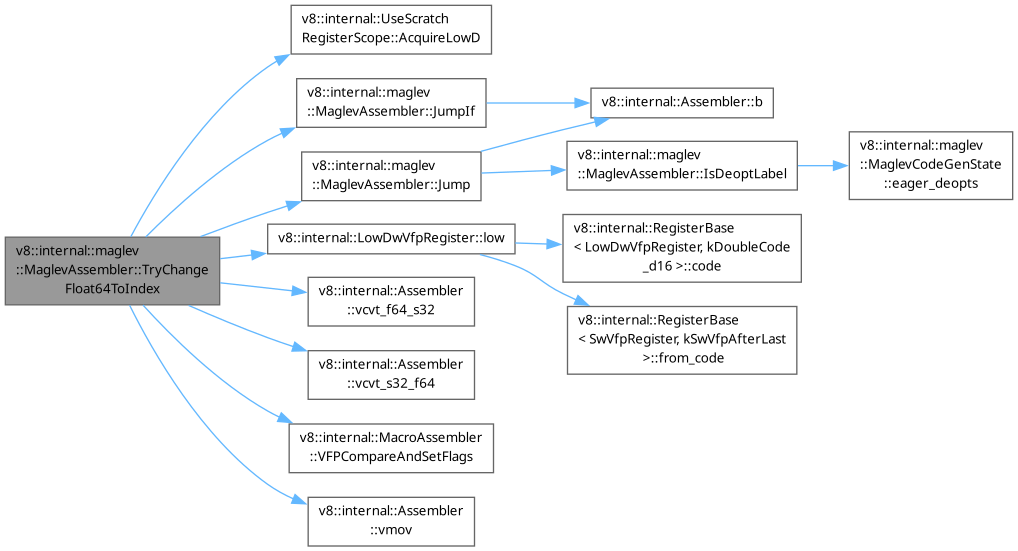 v8::internal::UseScratch
RegisterScope::AcquireLowD
v8::internal::maglev
::MaglevAssembler::JumpIf
v8::internal::Assembler::b
v8::internal::maglev
::MaglevAssembler::Jump
v8::internal::maglev
::MaglevAssembler::IsDeoptLabel
v8::internal::maglev
::MaglevCodeGenState
::eager_deopts
v8::internal::maglev
::MaglevAssembler::TryChange
Float64ToIndex
v8::internal::LowDwVfpRegister::low
v8::internal::RegisterBase
< LowDwVfpRegister, kDoubleCode
_d16 >::code
v8::internal::Assembler
::vcvt_f64_s32
v8::internal::RegisterBase
< SwVfpRegister, kSwVfpAfterLast
>::from_code
v8::internal::Assembler
::vcvt_s32_f64
v8::internal::MacroAssembler
::VFPCompareAndSetFlags
v8::internal::Assembler
::vmov